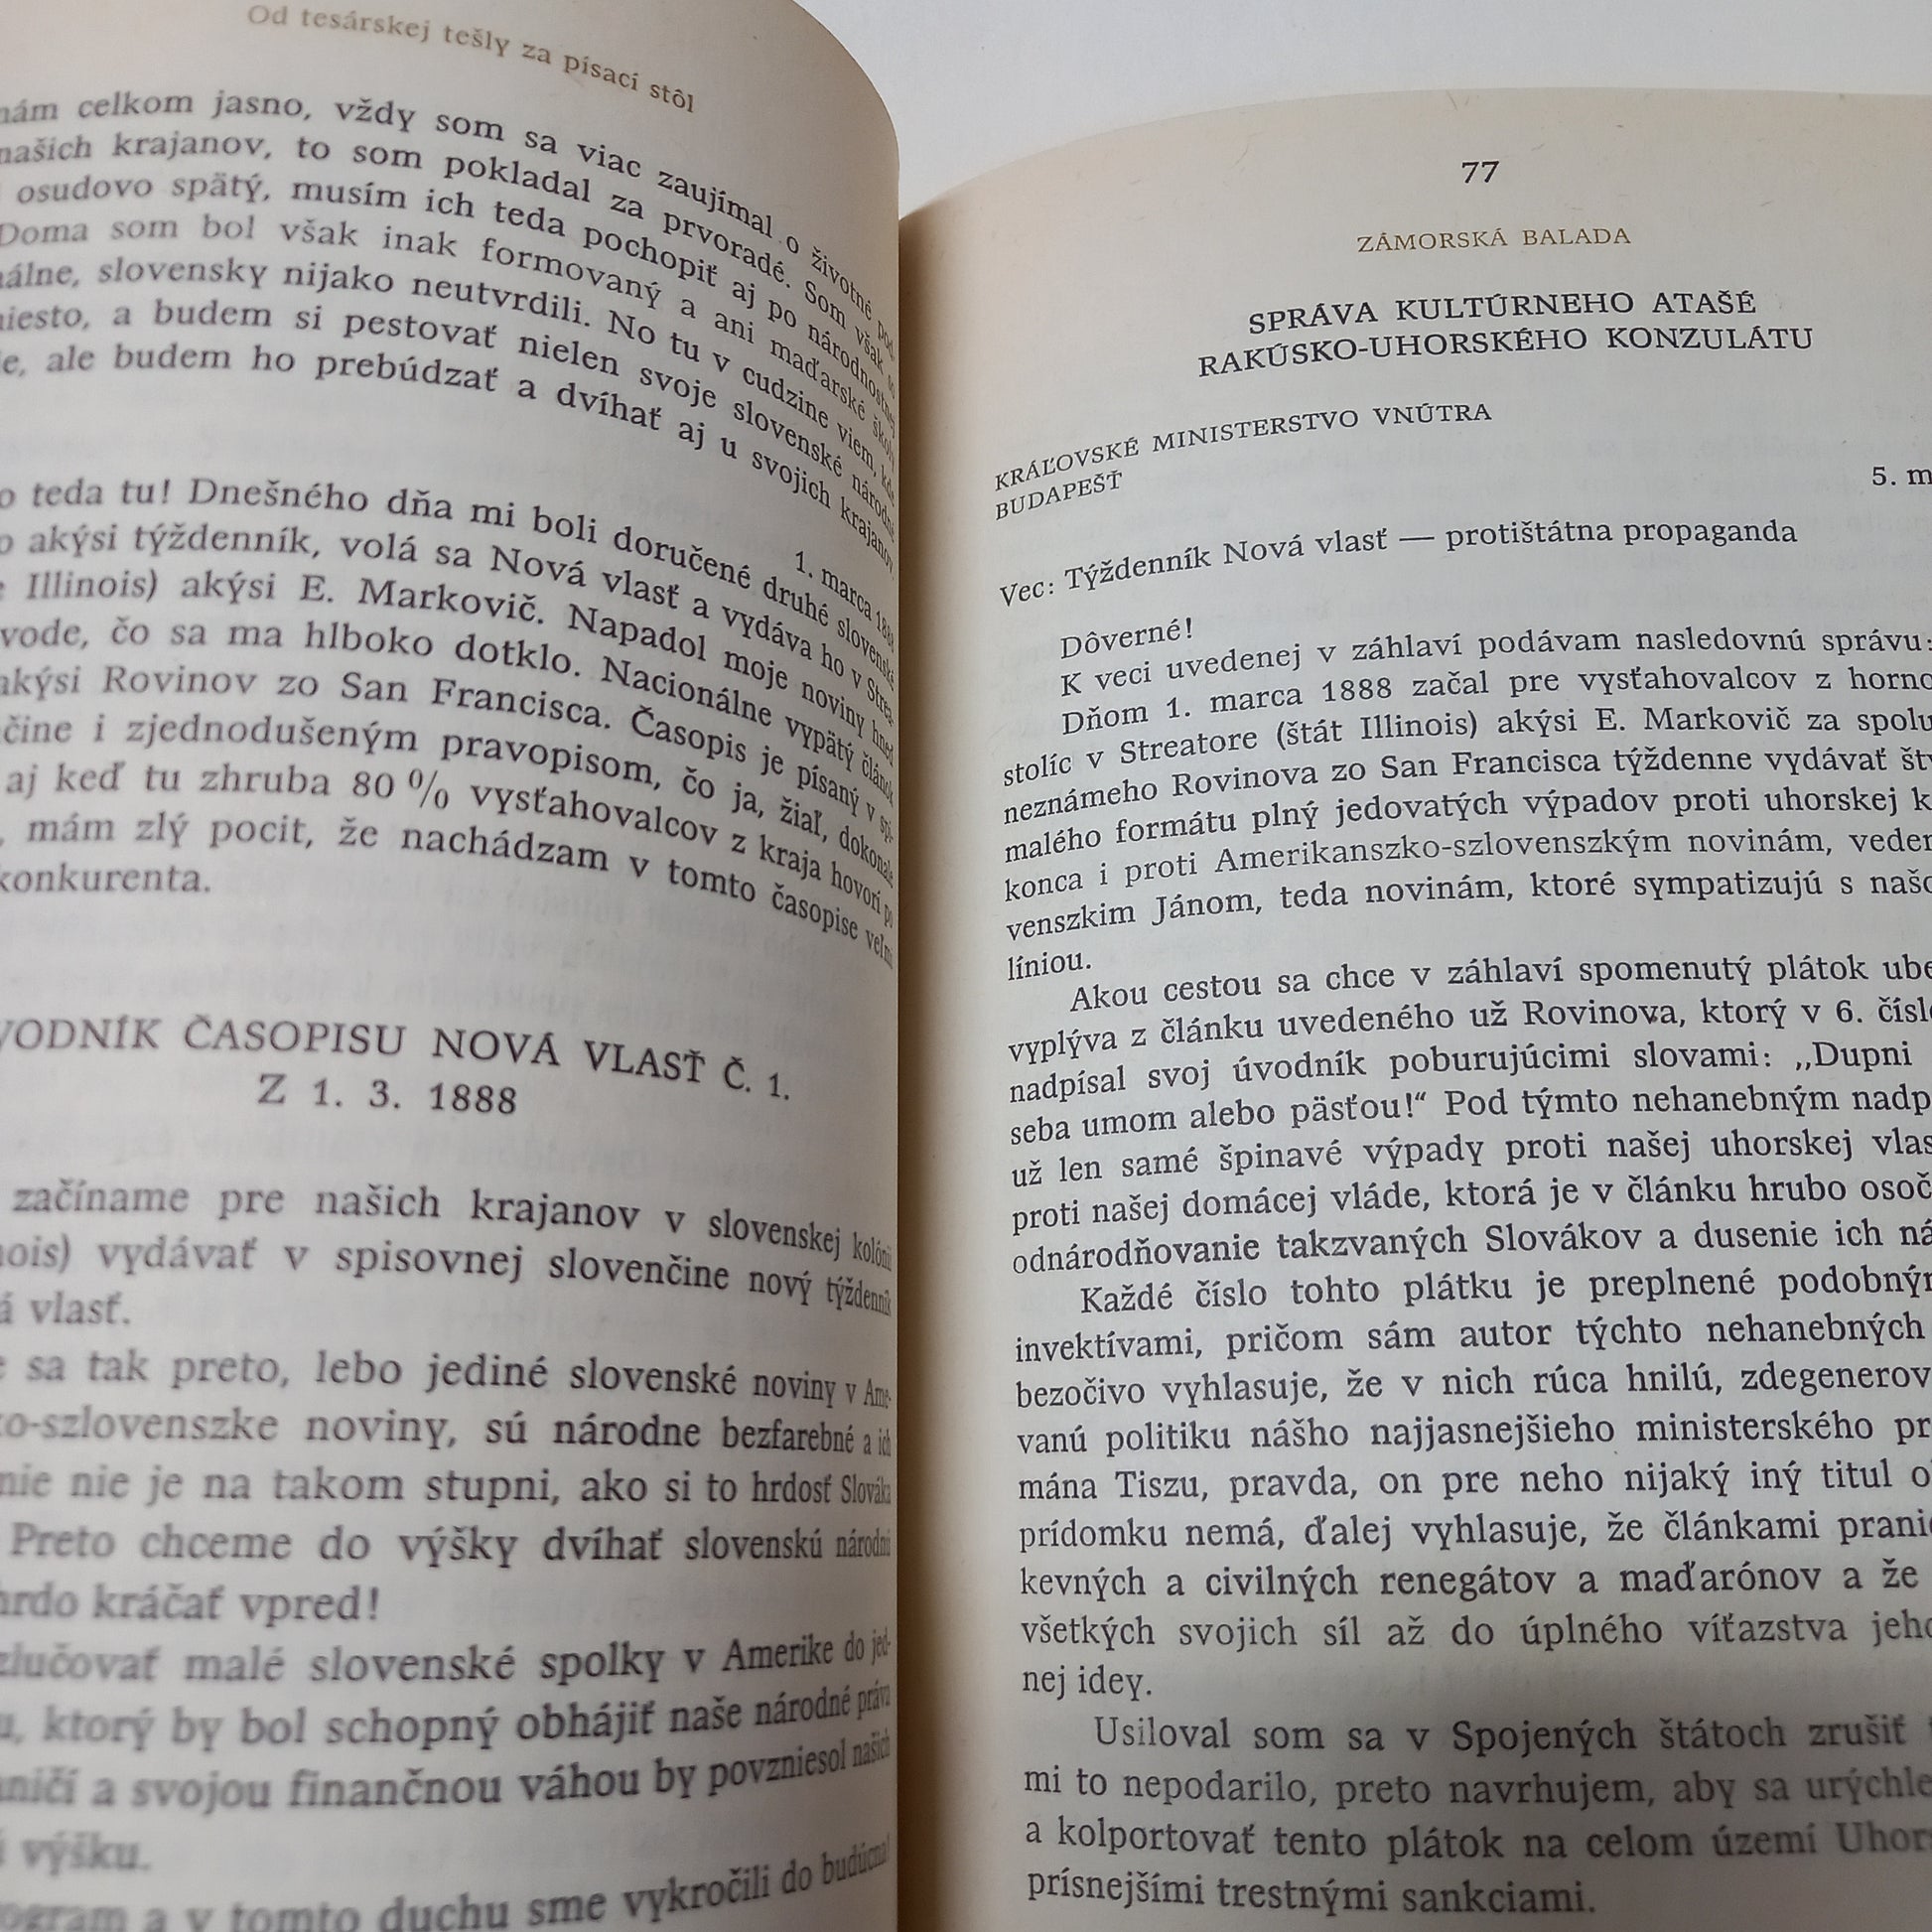 Od tesárskej tešly za písací stôl
nám celkom jasno, vždy som sa viac zaujímal o životné
našich krajanov, to som pokladal za prvoradé. Som však
osudovo spätý, musím ich teda pochopiť aj po národnostnej
Doma som bol však inak formovaný a ani maďarské školy
slovensky nijako neutvrdili. No tu v cudzine viem, kde
a budem si pestovať nielen svoje slovenské národné
ale budem ho prebúdzať a dvíhať aj u svojich krajanov.
1. marca 1888
teda tu! Dnešného dňa mi boli doručené druhé slovenské
akýsi týždenník, volá sa Nová vlasť a vydáva ho v Strea-
Illinois) akýsi E. Markovič. Napadol moje noviny hneď
čo sa ma hlboko dotklo. Nacionálne vypätý článok
akýsi Rovinov zo San Francisca. Časopis je písaný v
i zjednodušeným pravopisom, čo ja, žiaľ, dokonale
aj keď tu zhruba 80 % vysťahovalcov z kraja hovorí po
mám zlý pocit, že nachádzam v tomto časopise veľmi
konkurenta.
VODNÍK ČASOPISU NOVÁ VLASŤ Č. 1.
Z 1. 3. 1888
začíname pre našich krajanov v slovenskej kolónii
nois) vydávať v spisovnej slovenčine nový týždenník
vlasť.
sa tak preto, lebo jediné slovenské noviny v Ame-
ko-szlovenszke noviny, sú národne bezfarebné a ich
nie nie je na takom stupni, ako si to hrdosť Slováka
Preto chceme do výšky dvíhať slovenskú národnú
hrdo kráčať vpred!
zlučovať malé slovenské spolky v Amerike do jed-
ktorý by bol schopný obhájiť naše národné práva
a svojou finančnou váhou by povzniesol našich
výšku.
ogram a v tomto duchu sme vykročili do budúcna!
77
ZÁMORSKÁ BALADA
SPRÁVA KULTÚRNEHO ATAŠÉ
RAKÚSKO-UHORSKÉHO KONZULÁTU
KRÁĽOVSKÉ MINISTERSTVO VNÚTRA
BUDAPEŠŤ
5. m
Vec: Týždenník Nová vlasť — protištátna propaganda
Dôverné!
K veci uvedenej v záhlaví podávam nasledovnú správu:
Dňom 1. marca 1888 začal pre vysťahovalcov z horno
stolíc v Streatore (štát Illinois) akýsi E. Markovič za spolu
neznámeho Rovinova zo San Francisca týždenne vydávať štv
malého formátu plný jedovatých výpadov proti uhorskej k
konca i proti Amerikanszko-szlovenszkým novinám, veden
venszkim Jánom, teda novinám, ktoré sympatizujú s našo
líniou.
Akou cestou sa chce v záhlaví spomenutý plátok ube
vyplýva z článku uvedeného už Rovinova, ktorý v 6. čísl
nadpísal svoj úvodník poburujúcimi slovami: „Dupni
seba umom alebo päsťou!“ Pod týmto nehanebným nadp
už len samé špinavé výpady proti našej uhorskej vlas
proti našej domácej vláde, ktorá je v článku hrubo osoč
odnárodňovanie takzvaných Slovákov a dusenie ich ná
Každé číslo tohto plátku je preplnené podobným
invektívami, pričom sám autor týchto nehanebných
bezočivo vyhlasuje, že v nich rúca hnilú, zdegenerov
vanú politiku nášho najjasnejšieho ministerského pr
mána Tiszu, pravda, on pre neho nijaký iný titul o
prídomku nemá, ďalej vyhlasuje, že článkami pranie
kevných a civilných renegátov a maďarónov a že
všetkých svojich síl až do úplného víťazstva jeho
nej idey.
Usiloval som sa v Spojených štátoch zrušiť
mi to nepodarilo, preto navrhujem, aby sa urýchle
a kolportovať tento plátok na celom území Uhor
prísnejšími trestnými sankciami.